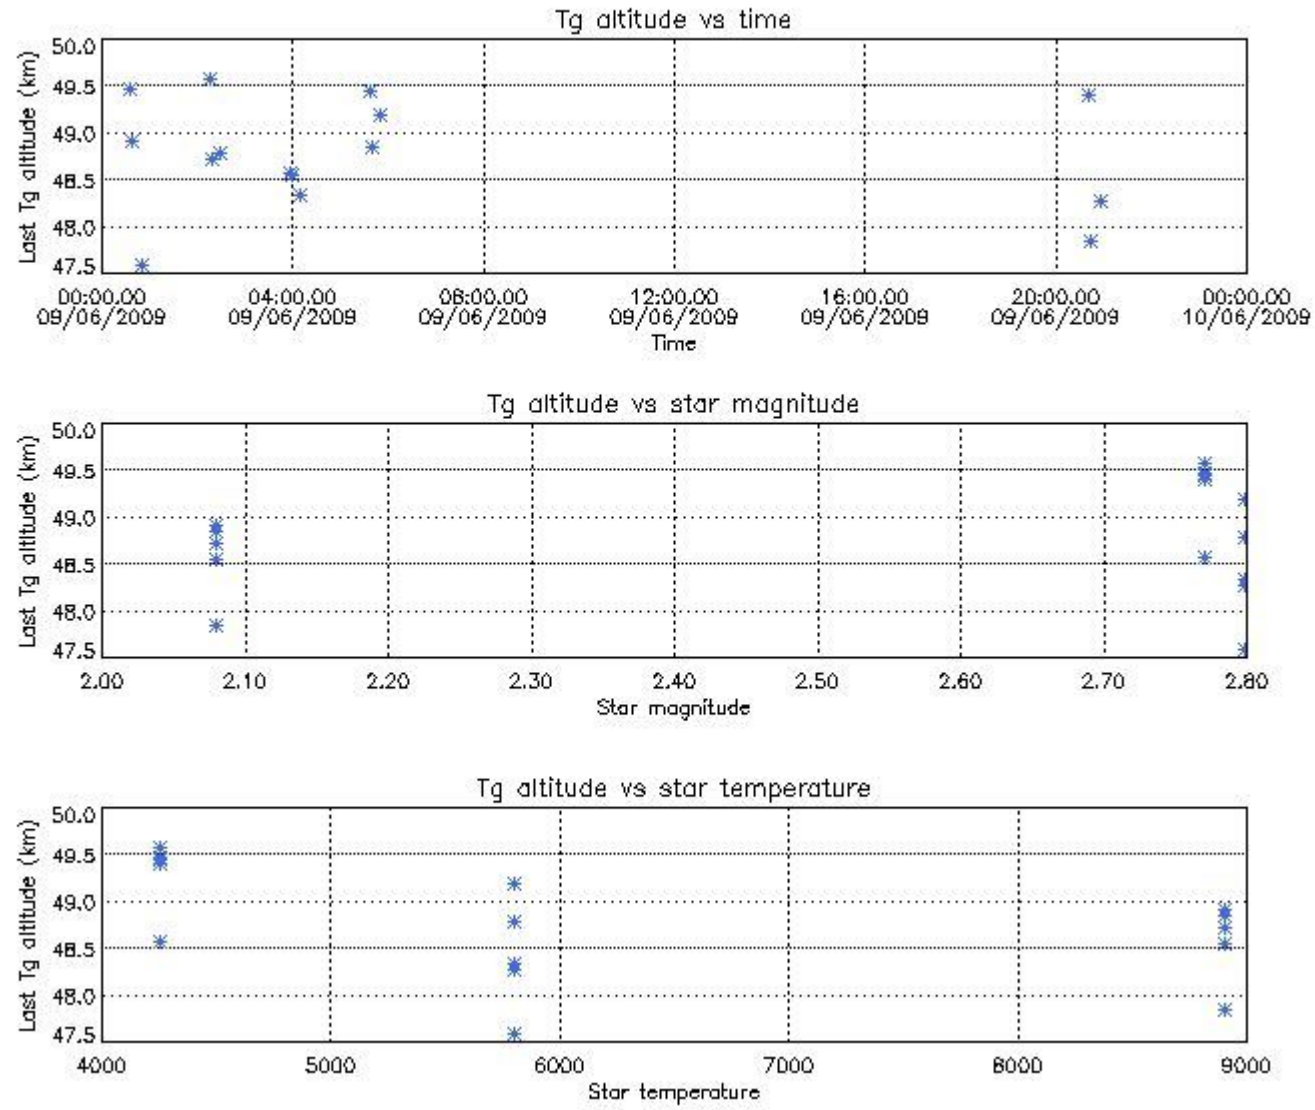 Tg altitude vs time
Last Tg altitude (km)
50.0
49.5
49.0
48.5
48.0
47.5
00:00.00 04:00.00 08:00.00 12:00.00 16:00.00 20:00.00 00:00.00
09/06/2009 09/06/2009 09/06/2009 09/06/2009 09/06/2009 09/06/2009 10/06/2009
Time
Tg altitude vs star magnitude
Last Tg altitude (km)
50.0
49.5
49.0
48.5
48.0
47.5
2.00 2.10 2.20 2.30 2.40 2.50 2.60 2.70 2.80
Star magnitude
Tg altitude vs star temperature
Last Tg altitude (km)
50.0
49.5
49.0
48.5
48.0
47.5
4000 5000 6000 7000 8000 9000
Star temperature